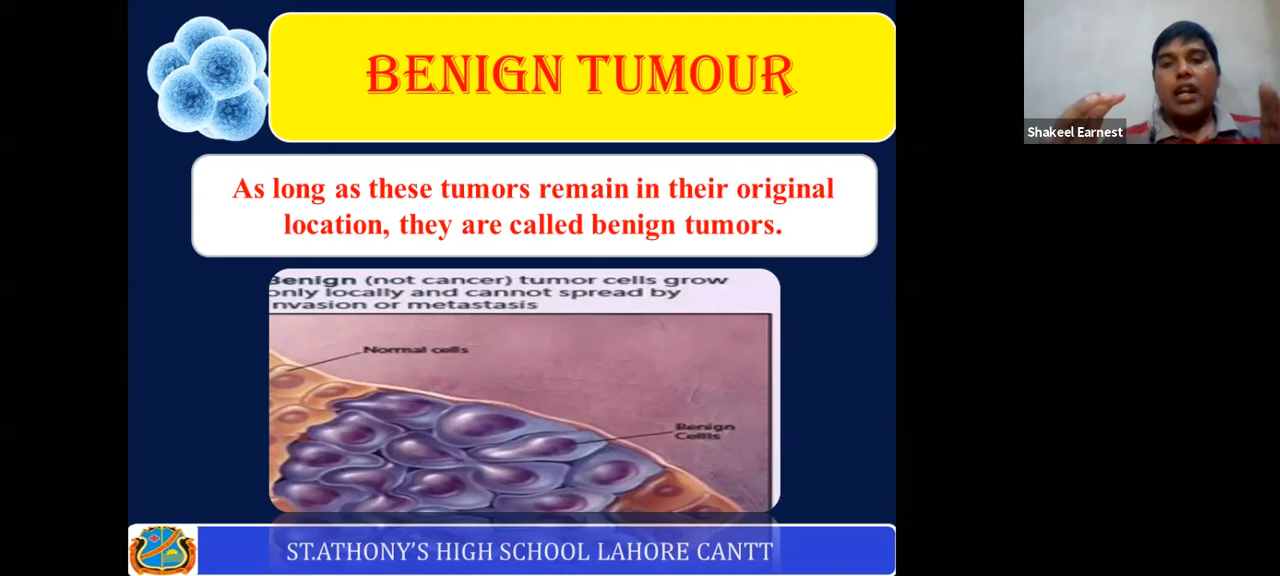 BENIGN TUMOUR
As long as these tumors remain in their original
location, they are called benign tumors.
Benign (not cancer) tumor cells grow
only locally and cannot spread by
nvasion or metastasis
Normal cells
Benign
Cells
ST.ATHONY'S HIGH SCHOOL LAHORE CANTT
Shakeel Earnest